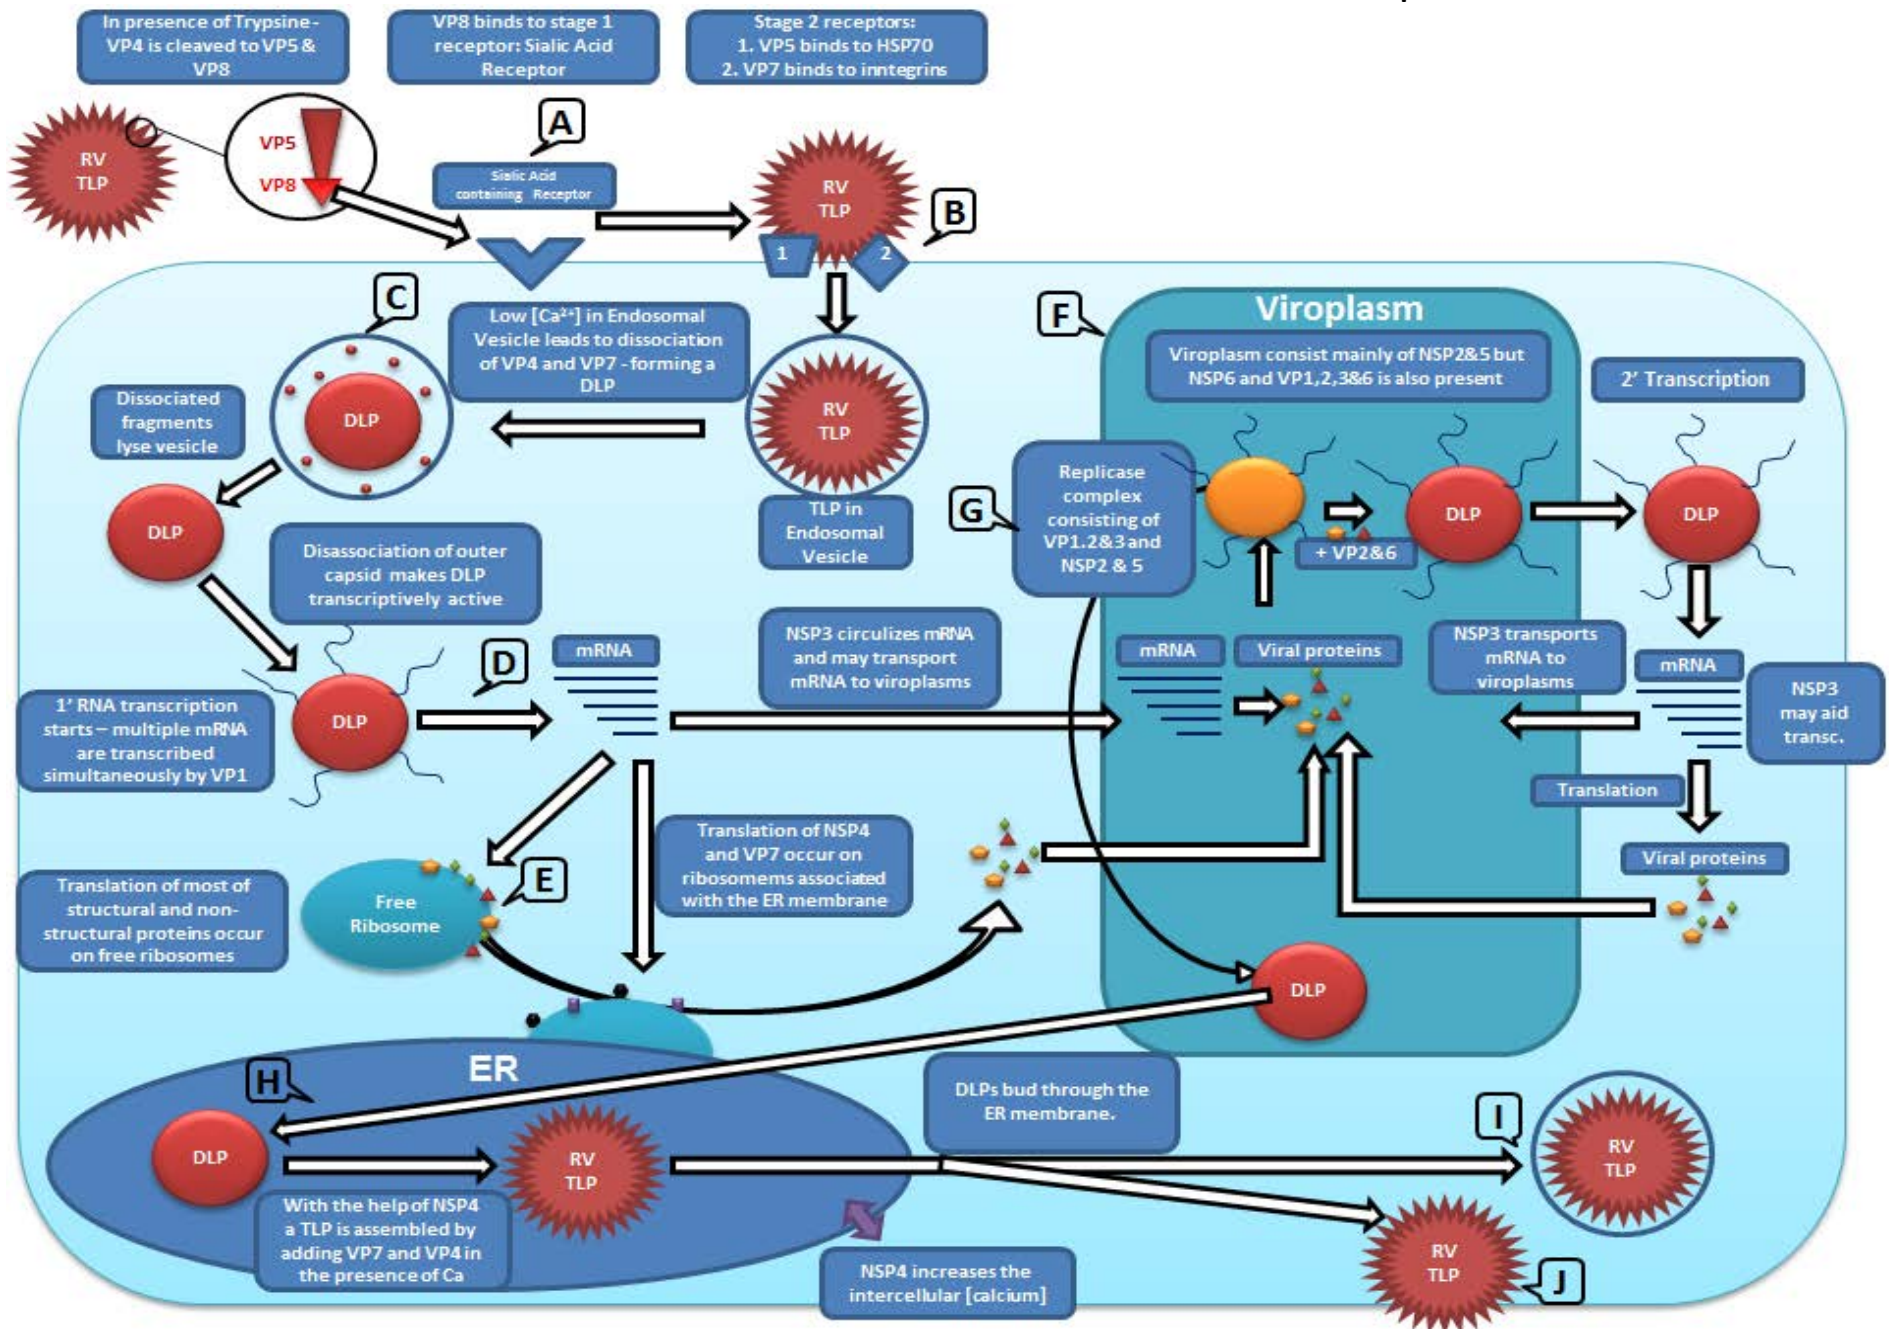 In presence of Trypsine -
VP4 is cleaved to VP5 &
VP8
VP8 binds to stage 1
receptor: Sialic Acid
Receptor
Stage 2 receptors:
1. VP5 binds to HSP70
2. VP7 binds to inntegrins
A
RV
TLP
VP5
VP8
Sialic Acid
containing Receptor
RV
TLP
B
1
2
C
Low [Ca²⁺] in Endosomal
Vesicle leads to dissociation
of VP4 and VP7 - forming a
DLP
F
Viroplasm
Viroplasm consist mainly of NSP2&5 but
NSP6 and VP1,2,3&6 is also present
2' Transcription
Dissociated
fragments
lyse vesicle
DLP
RV
TLP
DLP
TLP in
Endosomal
Vesicle
G
Replicase
complex
consisting of
VP1.2&3 and
NSP2 & 5
DLP
+ VP2&6
DLP
Disassociation of outer
capsid makes DLP
transcriptively active
D
mRNA
NSP3 circulizes mRNA
and may transport
mRNA to viroplasms
mRNA
Viral proteins
NSP3 transports
mRNA to
viroplasms
mRNA
NSP3
may aid
transc.
1' RNA transcription
starts – multiple mRNA
are transcribed
simultaneously by VP1
DLP
Translation
Viral proteins
Translation of NSP4
and VP7 occur on
ribosomems associated
with the ER membrane
E
Free
Ribosome
Translation of most of
structural and non-
structural proteins occur
on free ribosomes
DLP
ER
H
DLP
RV
TLP
With the help of NSP4
a TLP is assembled by
adding VP7 and VP4 in
the presence of Ca
DLPs bud through the
ER membrane.
I
RV
TLP
RV
TLP
J
NSP4 increases the
intercellular [calcium]